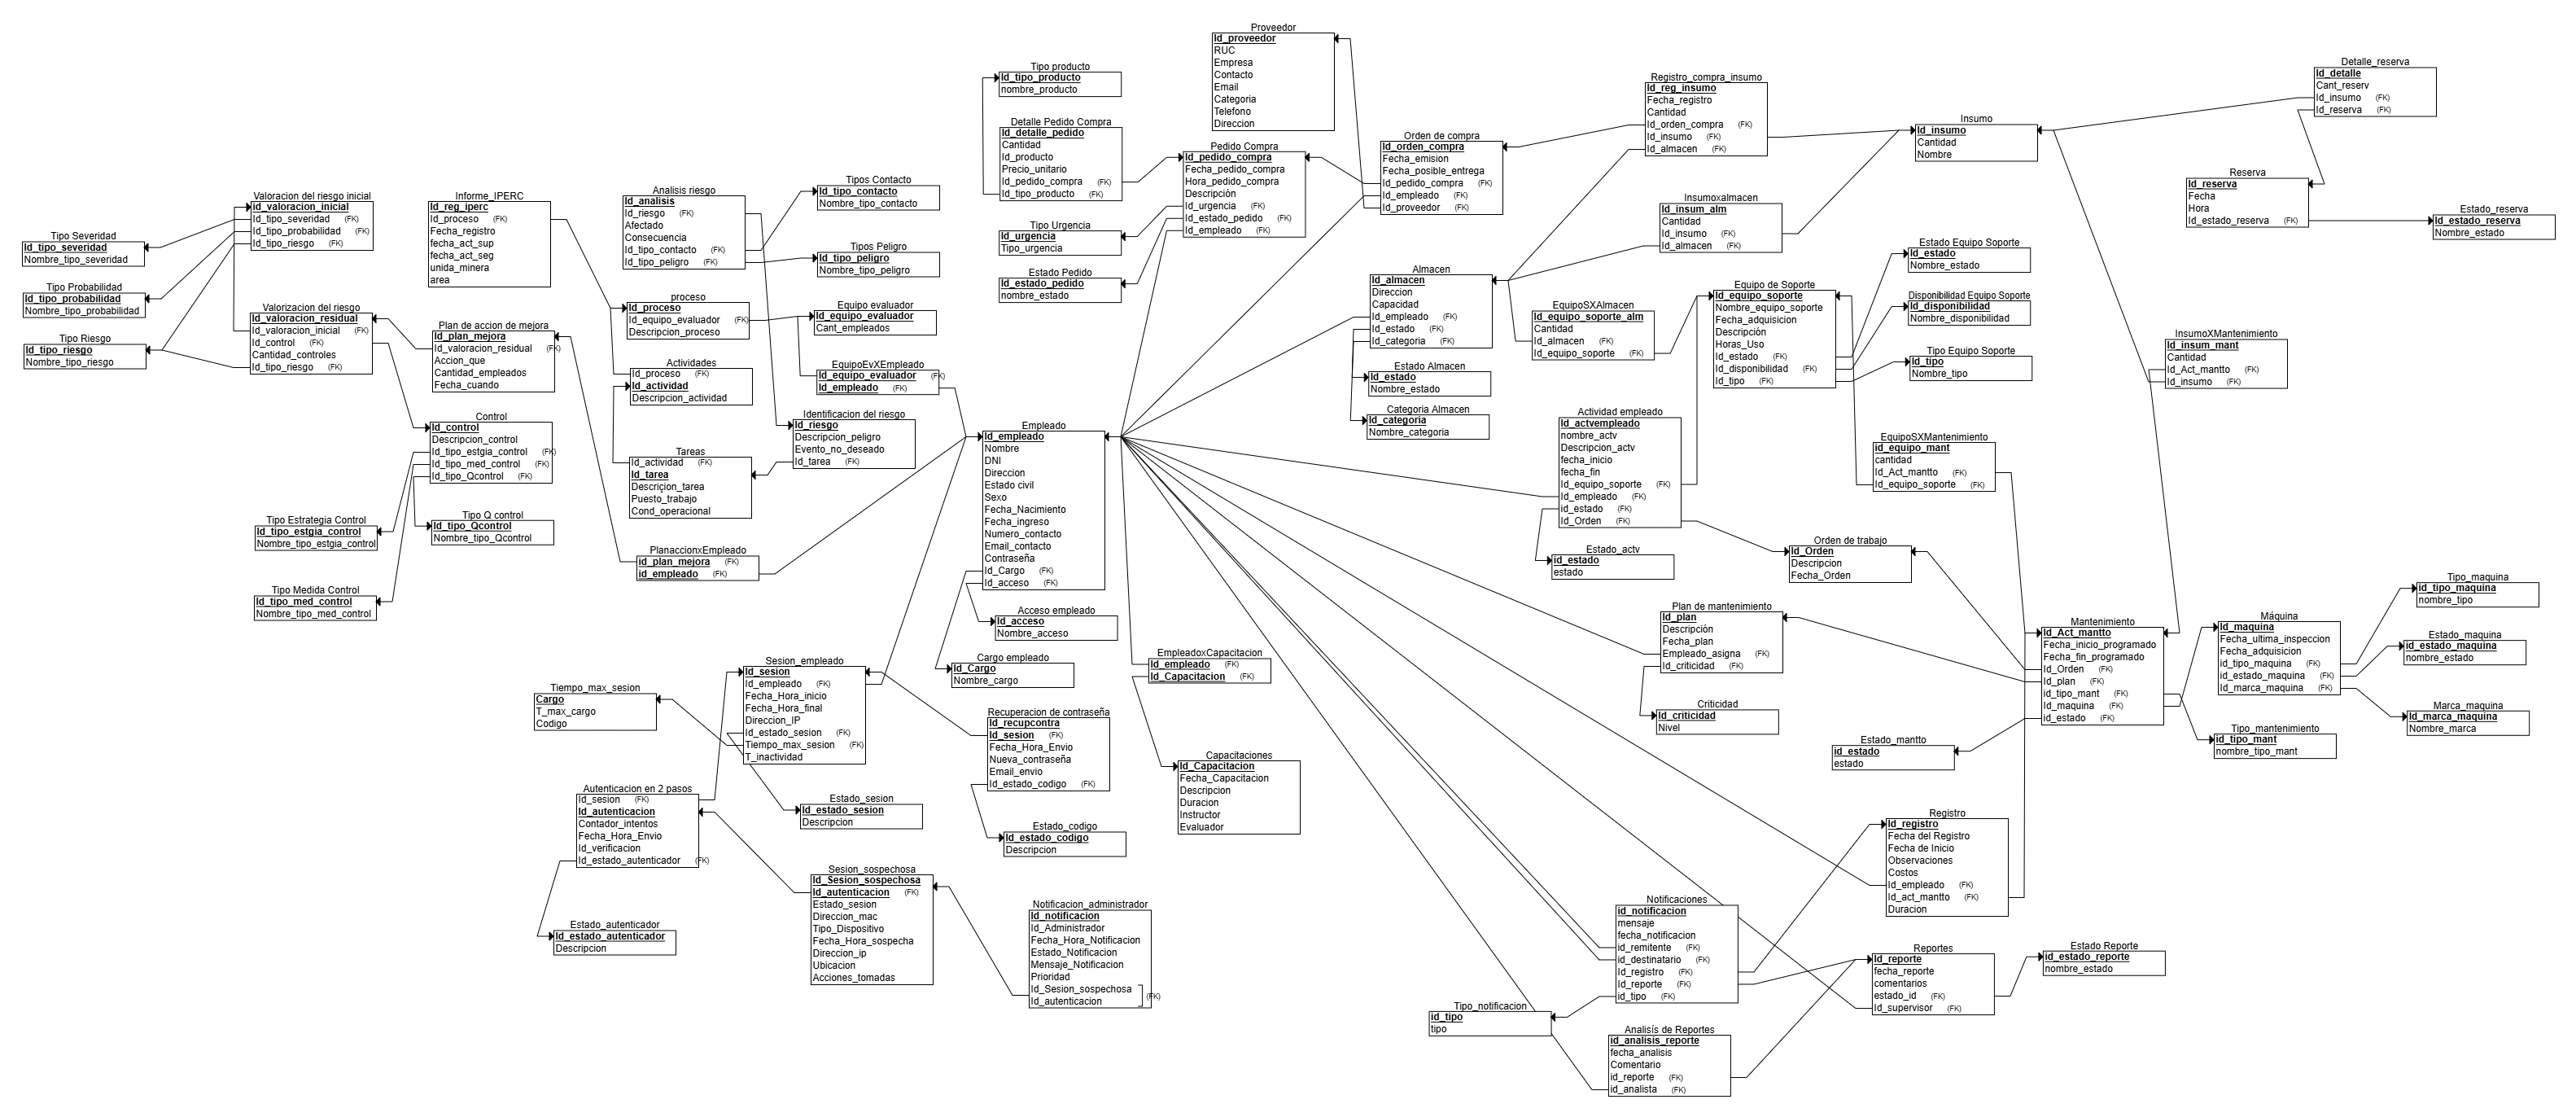 Proveedor
Id_proveedor
RUC
Empresa
Contacto
Email
Categoria
Telefono
Direccion
Tipo producto
Id_tipo_producto
nombre_producto
Detalle Pedido Compra
Id_detalle_pedido
Cantidad
Id_producto
Precio_unitario
Id_pedido_compra (FK)
Id_tipo_producto (FK)
Pedido Compra
Id_pedido_compra
Fecha_pedido_compra
Hora_pedido_compra
Descripción
Id_urgencia (FK)
Id_estado_pedido (FK)
Id_empleado (FK)
Orden de compra
Id_orden_compra
Fecha_emision
Fecha_posible_entrega
Id_pedido_compra (FK)
Id_empleado (FK)
Id_proveedor (FK)
Registro_compra_insumo
Id_reg_insumo
Fecha_registro
Cantidad
Id_orden_compra (FK)
Id_insumo (FK)
Id_almacen (FK)
Insumo
Id_insumo
Cantidad
Nombre
Detalle_reserva
Id_detalle
Cant_reserv
Id_insumo (FK)
Id_reserva (FK)
Reserva
Id_reserva
Fecha
Hora
Id_estado_reserva (FK)
Estado_reserva
Id_estado_reserva
Nombre_estado
Tipo Severidad
Id_tipo_severidad
Nombre_tipo_severidad
Tipo Probabilidad
Id_tipo_probabilidad
Nombre_tipo_probabilidad
Tipo Riesgo
Id_tipo_riesgo
Nombre_tipo_riesgo
Valoracion del riesgo inicial
id_valoracion_inicial
Id_tipo_severidad (FK)
Id_tipo_probabilidad (FK)
Id_tipo_riesgo (FK)
Valorizacion del riesgo
Id_valoracion_residual
Id_valoracion_inicial (FK)
Id_control (FK)
Cantidad_controles
Id_tipo_riesgo (FK)
Informe_IPERC
Id_reg_iperc
Id_proceso (FK)
Fecha_registro
fecha_act_sup
fecha_act_seg
unida_minera
area
Plan de accion de mejora
Id_plan_mejora
Id_valoracion_residual (FK)
Accion_que
Cantidad_empleados
Fecha_cuando
Control
Id_control
Descripcion_control
Id_tipo_estgia_control (FK)
Id_tipo_med_control (FK)
Id_tipo_Qcontrol (FK)
Tipo Estrategia Control
Id_tipo_estgia_control
Nombre_tipo_estgia_control
Tipo Q control
Id_tipo_Qcontrol
Nombre_tipo_Qcontrol
Tipo Medida Control
Id_tipo_med_control
Nombre_tipo_med_control
Analisis riesgo
Id_analisis
Id_riesgo (FK)
Afectado
Consecuencia
Id_tipo_contacto (FK)
Id_tipo_peligro (FK)
Tipos Contacto
Id_tipo_contacto
Nombre_tipo_contacto
Tipos Peligro
Id_tipo_peligro
Nombre_tipo_peligro
proceso
Id_proceso
Id_equipo_evaluador (FK)
Descripcion_proceso
Equipo evaluador
Id_equipo_evaluador
Cant_empleados
Actividades
Id_proceso (FK)
Id_actividad
Descripcion_actividad
EquipoEvXEmpleado
Id_equipo_evaluador (FK)
Id_empleado (FK)
Identificacion del riesgo
Id_riesgo
Descripcion_peligro
Evento_no_deseado
Id_tarea (FK)
Tareas
Id_actividad (FK)
Id_tarea
Descriçion_tarea
Puesto_trabajo
Cond_operacional
PlanaccionxEmpleado
id_plan_mejora (FK)
id_empleado (FK)
Tipo Urgencia
Id_urgencia
Tipo_urgencia
Estado Pedido
Id_estado_pedido
nombre_estado
Empleado
Id_empleado
Nombre
DNI
Direccion
Estado civil
Sexo
Fecha_Nacimiento
Fecha_ingreso
Numero_contacto
Email_contacto
Contraseña
Id_Cargo (FK)
Id_acceso (FK)
Acceso empleado
Id_acceso
Nombre_acceso
Cargo empleado
Id_Cargo
Nombre_cargo
Insumoxalmacen
Id_insum_alm
Cantidad
Id_insumo (FK)
Id_almacen (FK)
Almacen
Id_almacen
Direccion
Capacidad
Id_empleado (FK)
Id_estado (FK)
Id_categoria (FK)
Estado Almacen
Id_estado
Nombre_estado
Categoria Almacen
Id_categoria
Nombre_categoria
EquipoSXAlmacen
Id_equipo_soporte_alm
Cantidad
Id_almacen (FK)
Id_equipo_soporte (FK)
Equipo de Soporte
Id_equipo_soporte
Nombre_equipo_soporte
Fecha_adquisicion
Descripción
Horas_Uso
Id_estado (FK)
Id_disponibilidad (FK)
Id_tipo (FK)
Estado Equipo Soporte
Id_estado
Nombre_estado
Disponibilidad Equipo Soporte
Id_disponibilidad
Nombre_disponibilidad
Tipo Equipo Soporte
Id_tipo
Nombre_tipo
InsumoXMantenimiento
Id_insum_mant
Cantidad
Id_Act_mantto (FK)
Id_insumo (FK)
Actividad empleado
Id_actvempleado
nombre_actv
Descripcion_actv
fecha_inicio
fecha_fin
Id_equipo_soporte (FK)
Id_empleado (FK)
id_estado (FK)
Id_Orden (FK)
EquipoSXMantenimiento
id_equipo_mant
cantidad
Id_Act_mantto (FK)
Id_equipo_soporte (FK)
Estado_actv
id_estado
estado
Orden de trabajo
Id_Orden
Descripcion
Fecha_Orden
Plan de mantenimiento
Id_plan
Descripción
Fecha_plan
Empleado_asigna (FK)
Id_criticidad (FK)
Criticidad
Id_criticidad
Nivel
Mantenimiento
Id_Act_mantto
Fecha_inicio_programado
Fecha_fin_programado
Id_Orden (FK)
Id_plan (FK)
id_tipo_mant (FK)
Id_maquina (FK)
id_estado (FK)
Máquina
Id_maquina
Fecha_ultima_inspeccion
Fecha_adquisicion
id_tipo_maquina (FK)
id_estado_maquina (FK)
Id_marca_maquina (FK)
Tipo_maquina
id_tipo_maquina
nombre_tipo
Estado_maquina
id_estado_maquina
nombre_estado
Marca_maquina
Id_marca_maquina
Nombre_marca
Tipo_mantenimiento
id_tipo_mant
nombre_tipo_mant
Estado_mantto
id_estado
estado
Tiempo_max_sesion
Cargo
T_max_cargo
Codigo
Sesion_empleado
Id_sesion
Id_empleado (FK)
Fecha_Hora_inicio
Fecha_Hora_final
Direccion_IP
Id_estado_sesion (FK)
Tiempo_max_sesion (FK)
T_inactividad
Recuperacion de contraseña
Id_recupcontra
Id_sesion (FK)
Fecha_Hora_Envio
Nueva_contraseña
Email_envio
Id_estado_codigo (FK)
EmpleadoxCapacitacion
Id_empleado (FK)
Id_Capacitacion (FK)
Capacitaciones
Id_Capacitacion
Fecha_Capacitacion
Descripcion
Duracion
Instructor
Evaluador
Autenticacion en 2 pasos
Id_sesion (FK)
Id_autenticacion
Contador_intentos
Fecha_Hora_Envio
Id_verificacion
Id_estado_autenticador (FK)
Estado_sesion
Id_estado_sesion
Descripcion
Estado_codigo
Id_estado_codigo
Descripcion
Estado_autenticador
Id_estado_autenticador
Descripcion
Sesion_sospechosa
Id_Sesion_sospechosa
Id_autenticacion (FK)
Estado_sesion
Direccion_mac
Tipo_Dispositivo
Fecha_Hora_sospecha
Direccion_ip
Ubicacion
Acciones_tomadas
Notificacion_administrador
Id_notificacion
Id_Administrador
Fecha_Hora_Notificacion
Estado_Notificacion
Mensaje_Notificacion
Prioridad
Id_Sesion_sospechosa
Id_autenticacion (FK)
Registro
Id_registro
Fecha del Registro
Fecha de Inicio
Observaciones
Costos
Id_empleado (FK)
Id_act_mantto (FK)
Duracion
Notificaciones
id_notificacion
mensaje
fecha_notificacion
id_remitente (FK)
id_destinatario (FK)
Id_registro (FK)
Id_reporte (FK)
id_tipo (FK)
Reportes
Id_reporte
fecha_reporte
comentarios
estado_id (FK)
Id_supervisor (FK)
Estado Reporte
id_estado_reporte
nombre_estado
Tipo_notificacion
id_tipo
tipo
Analisís de Reportes
id_analisis_reporte
fecha_analisis
Comentario
id_reporte (FK)
id_analista (FK)